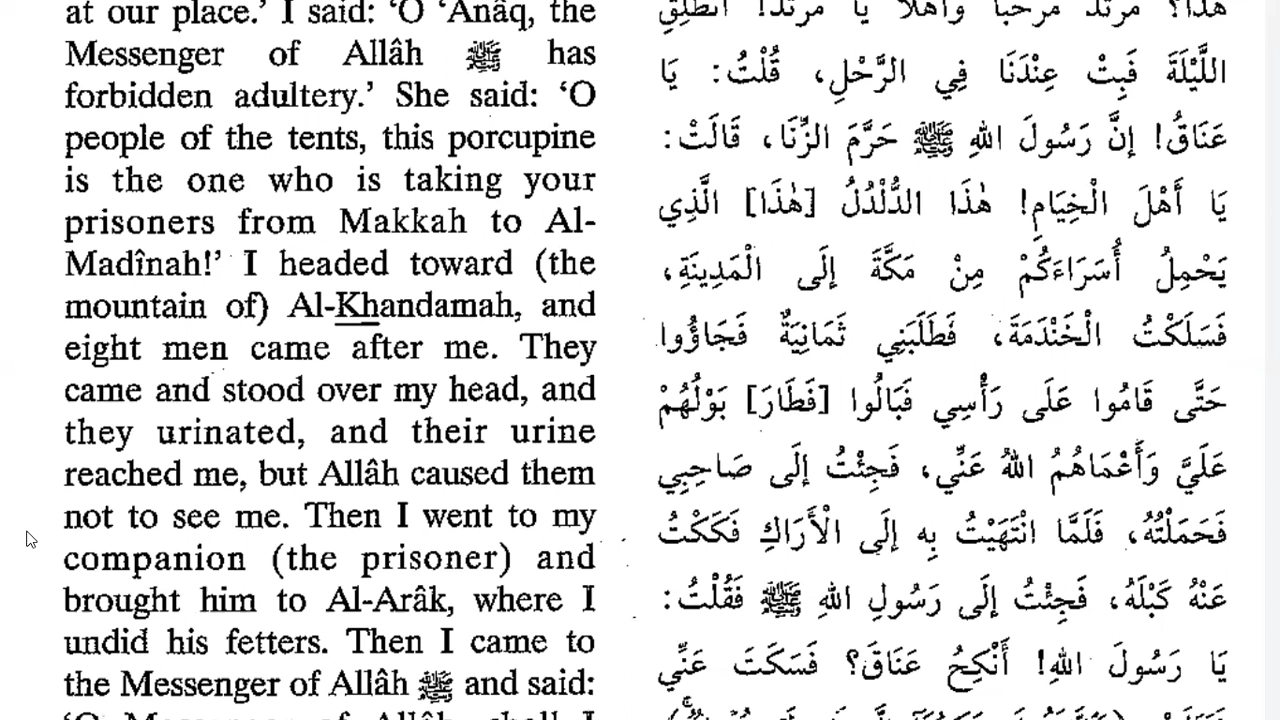 at our place.' I said: 'O 'Anâq, the
Messenger of Allâh ﷺ has
forbidden adultery.' She said: 'O
people of the tents, this porcupine
is the one who is taking your
prisoners from Makkah to Al-
Madînah!' I headed toward (the
mountain of) Al-Khandamah, and
eight men came after me. They
came and stood over my head, and
they urinated, and their urine
reached me, but Allâh caused them
not to see me. Then I went to my
companion (the prisoner) and
brought him to Al-Arâk, where I
undid his fetters. Then I came to
the Messenger of Allâh ﷺ and said:
'O Messenger of Allâh, shall I
هٰذَا؟ مَرْثَدٌ مَرْحَبًا وَأَهْلًا يَا مَرْثَدُ! انْطَلِقِ
اللَّيْلَةَ فَبِتْ عِنْدَنَا فِي الرَّحْلِ، قُلْتُ: يَا
عَنَاقُ! إِنَّ رَسُولَ اللهِ ﷺ حَرَّمَ الزِّنَا، قَالَتْ:
يَا أَهْلَ الْخِيَامِ! هٰذَا الدُّلْدُلُ [هٰذَا] الَّذِي
يَحْمِلُ أُسَرَاءَكُمْ مِنْ مَكَّةَ إِلَى الْمَدِينَةِ،
فَسَلَكْتُ الْخَنْدَمَةَ، فَطَلَبَنِي ثَمَانِيَةٌ فَجَاؤُوا
حَتَّى قَامُوا عَلَى رَأْسِي فَبَالُوا [فَطَارَ] بَوْلُهُمْ
عَلَيَّ وَأَعْمَاهُمُ اللهُ عَنِّي، فَجِئْتُ إِلَى صَاحِبِي
فَحَمَلْتُهُ، فَلَمَّا انْتَهَيْتُ بِهِ إِلَى الْأَرَاكِ فَكَكْتُ
عَنْهُ كَبْلَهُ، فَجِئْتُ إِلَى رَسُولِ اللهِ ﷺ فَقُلْتُ:
يَا رَسُولَ اللهِ! أَنْكِحُ عَنَاقَ؟ فَسَكَتَ عَنِّي